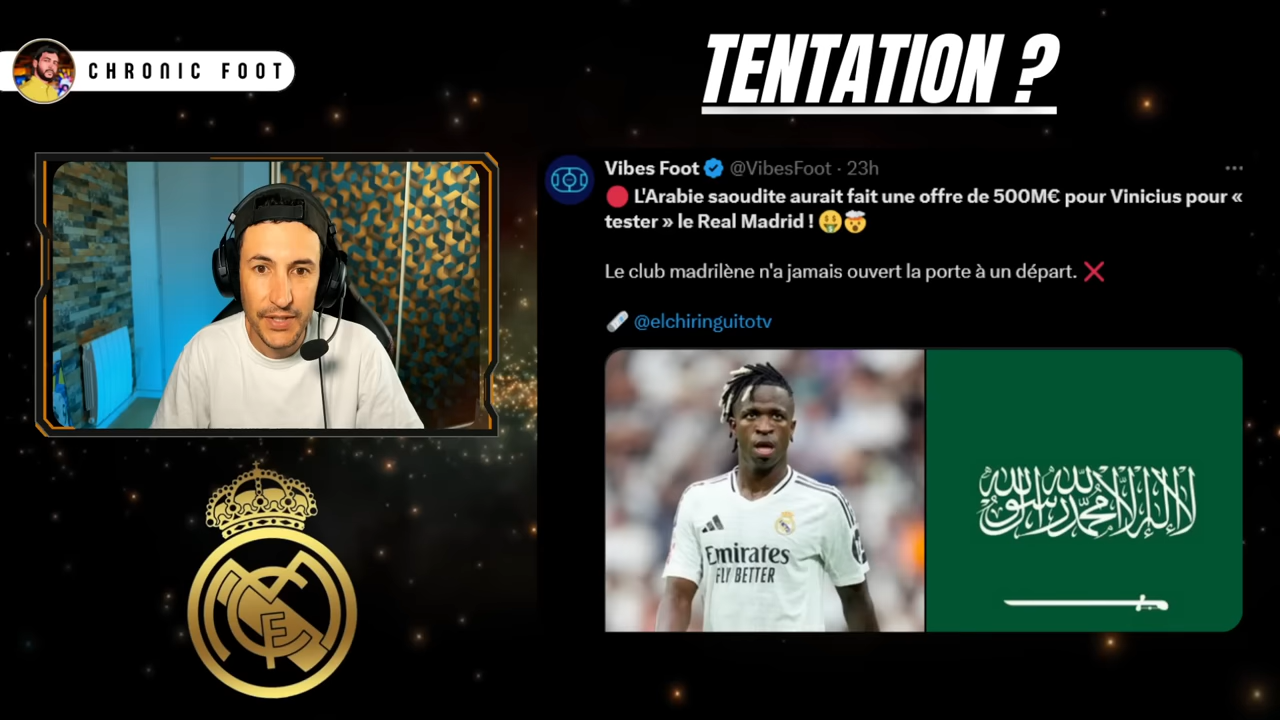 CHRONIC FOOT
TENTATION ?
Vibes Foot @VibesFoot · 23h
🔴 L'Arabie saoudite aurait fait une offre de 500M€ pour Vinicius pour «
tester » le Real Madrid ! 🤑🤯
Le club madrilène n'a jamais ouvert la porte à un départ. ❌
🗞️ @elchiringuitotv
Emirates
FLY BETTER
لا إله إلا الله محمد رسول الله